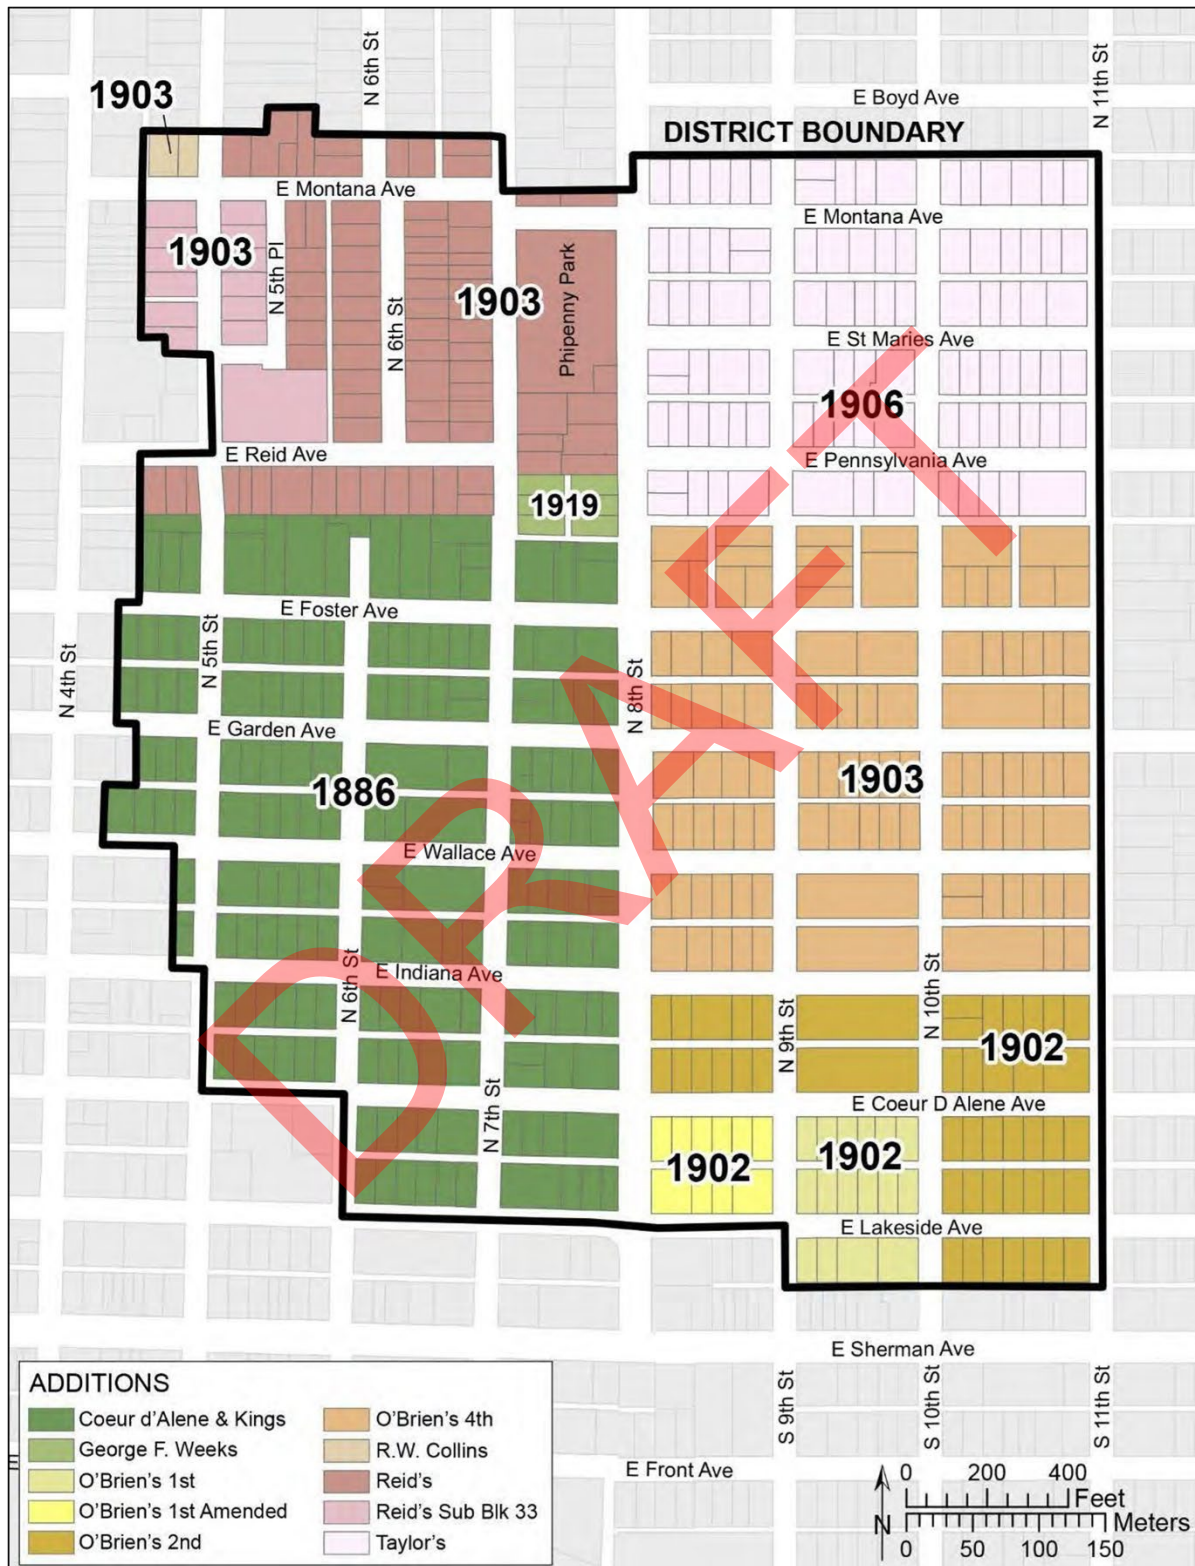 N 6th St
N 11th St
1903
E Boyd Ave
DISTRICT BOUNDARY
E Montana Ave
E Montana Ave
1903
N 5th Pl
1903
N 6th St
Phipenny Park
E St Maries Ave
1906
E Reid Ave
E Pennsylvania Ave
1919
E Foster Ave
N 4th St
N 5th St
N 8th St
E Garden Ave
1886
1903
E Wallace Ave
N 6th St
E Indiana Ave
N 9th St
N 10th St
1902
N 7th St
E Coeur D Alene Ave
1902
1902
E Lakeside Ave
E Sherman Ave
S 9th St
S 10th St
S 11th St
E Front Ave
DRAFT
ADDITIONS
Coeur d'Alene & Kings
George F. Weeks
O'Brien's 1st
O'Brien's 1st Amended
O'Brien's 2nd
O'Brien's 4th
R.W. Collins
Reid's
Reid's Sub Blk 33
Taylor's
N
0 200 400
Feet
Meters
0 50 100 150